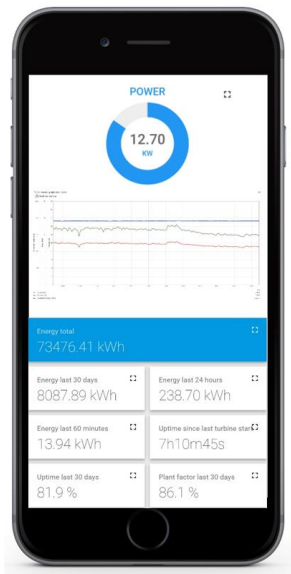 POWER
12.70
KW
Energy total
73476.41 kWh
Energy last 30 days
8087.89 kWh
Energy last 24 hours
238.70 kWh
Energy last 60 minutes
13.94 kWh
Uptime since last turbine start
7h10m45s
Uptime last 30 days
81.9 %
Plant factor last 30 days
86.1 %